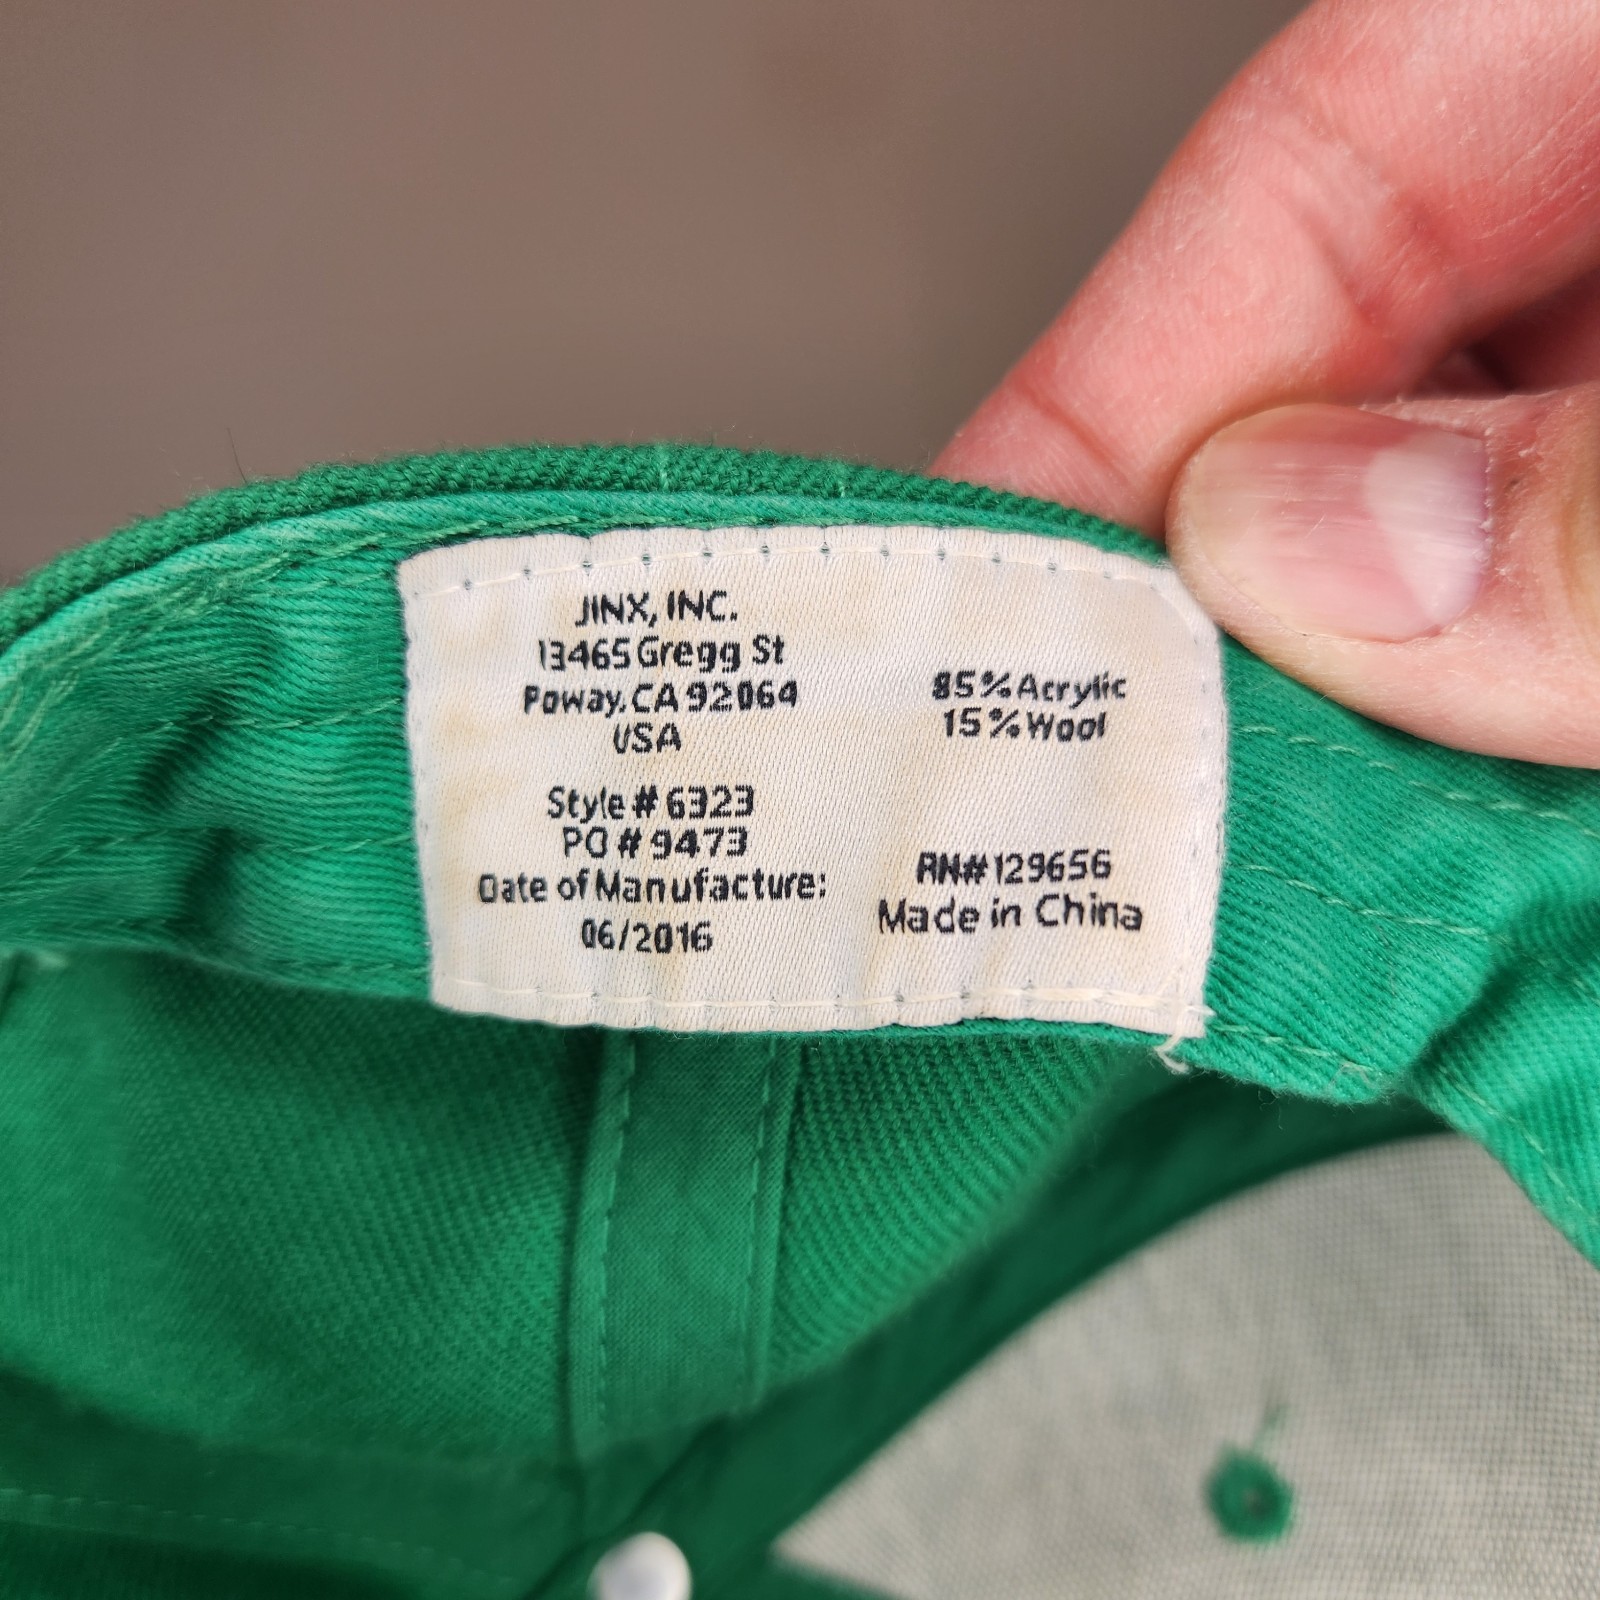 JINX, INC.
13465 Gregg St
Poway, CA 92064
USA
Style # 6323
PO # 9473
Date of Manufacture:
06/2016
85% Acrylic
15% Wool
RN# 129656
Made in China